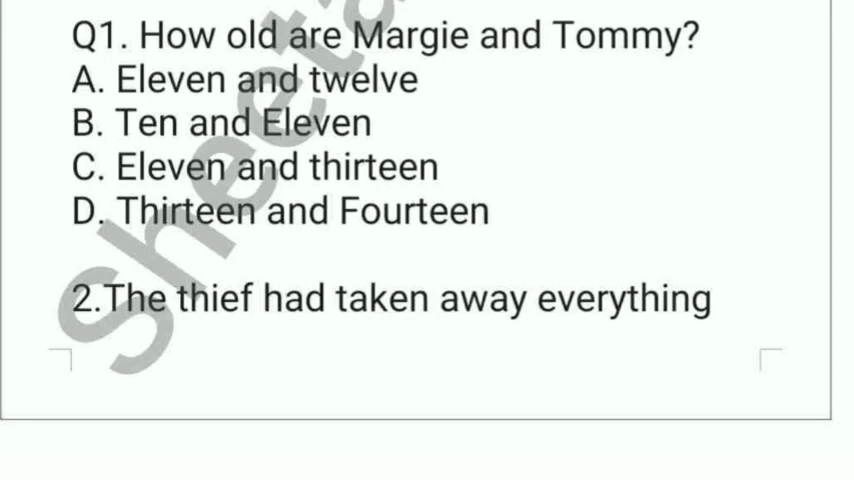 Q1. How old are Margie and Tommy?
A. Eleven and twelve
B. Ten and Eleven
C. Eleven and thirteen
D. Thirteen and Fourteen
2.The thief had taken away everything